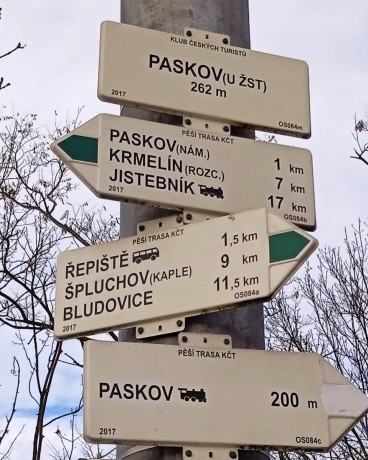 KLUB ČESKÝCH TURISTŮ
PASKOV (U ŽST)
262 m
2017 OS084m
PĚŠÍ TRASA KČT
PASKOV (NÁM.) 1 km
KRMELÍN (ROZC.) 7 km
JISTEBNÍK 17 km
2017 OS084b
PĚŠÍ TRASA KČT
ŘEPIŠTĚ 1,5 km
ŠPLUCHOV (KAPLE) 9 km
BLUDOVICE 11,5 km
2017 OS084a
PĚŠÍ TRASA KČT
PASKOV 200 m
2017 OS084c